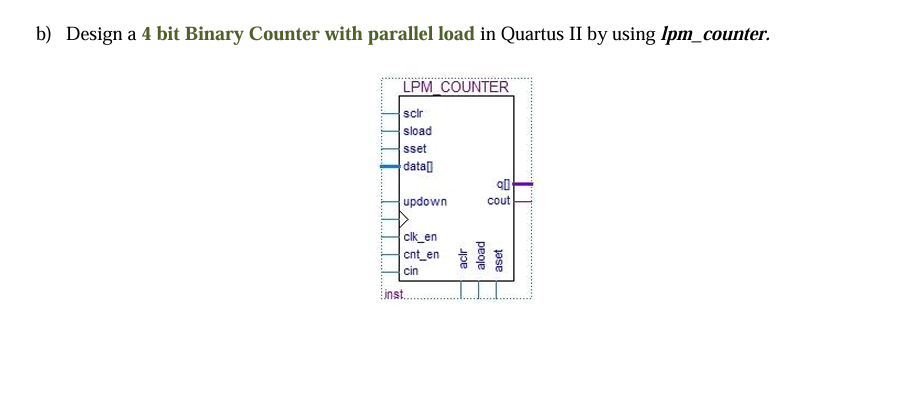 b) Design a 4 bit Binary Counter with parallel load in Quartus II by using lpm_counter.
LPM_COUNTER
sclr
sload
sset
data[]
q[]
updown
cout
clk_en
cnt_en
cin
aclr
aload
aset
inst